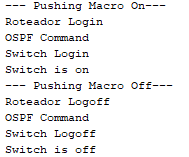 --- Pushing Macro On---
Roteador Login
OSPF Command
Switch Login
Switch is on
--- Pushing Macro Off---
Roteador Logoff
OSPF Command
Switch Logoff
Switch is off